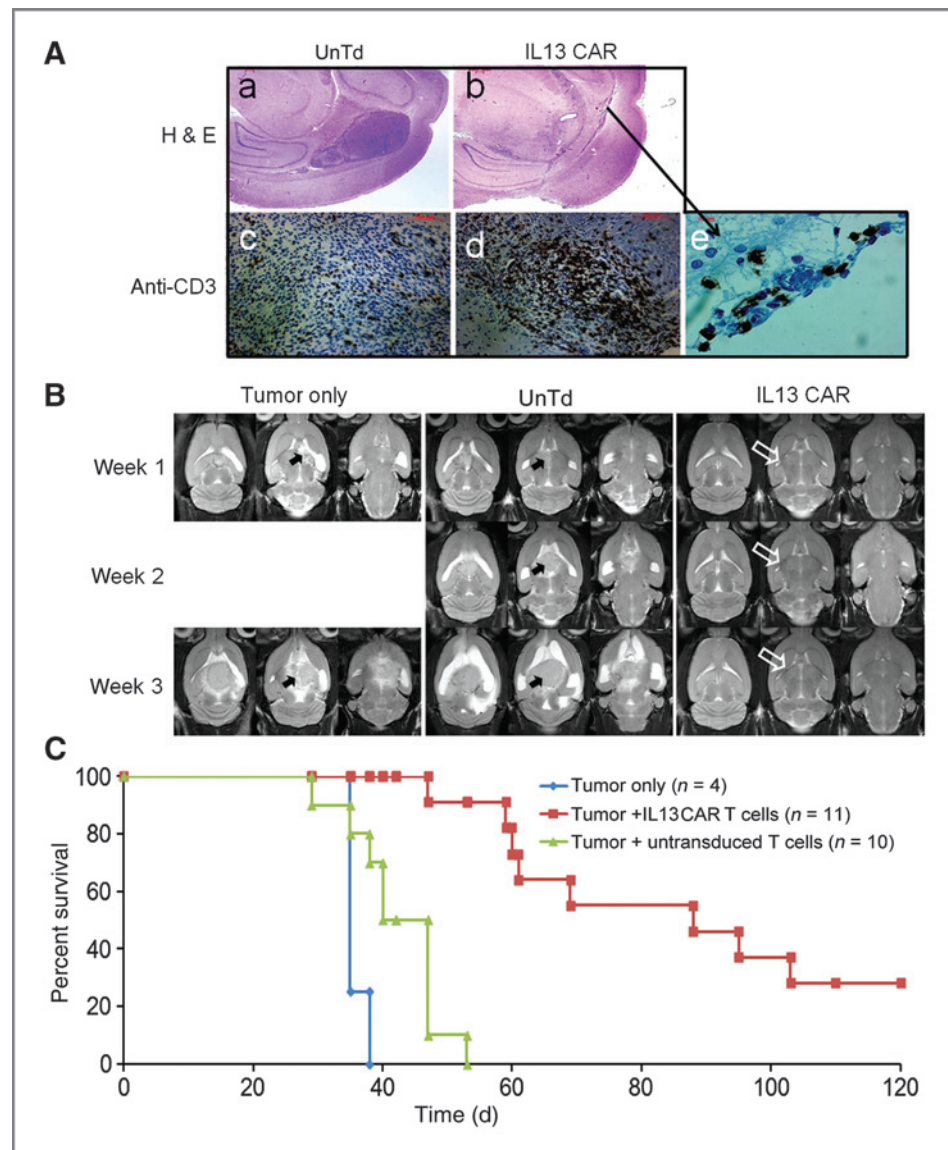 A
UnTd
IL13 CAR
a
b
H & E
c
d
e
Anti-CD3
B
Tumor only
UnTd
IL13 CAR
Week 1
Week 2
Week 3
C
100
80
60
40
20
0
Percent survival
Tumor only (n = 4)
Tumor +IL13CAR T cells (n = 11)
Tumor + untransduced T cells (n = 10)
0
20
40
60
80
100
120
Time (d)